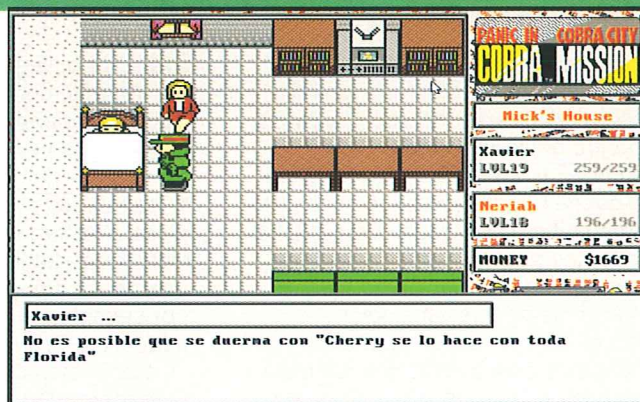 PANIC IN COBRA CITY
COBRA MISSION
Mick's House
Xavier
LVL19 259/259
Neriah
LVL18 196/196
MONEY $1669
Xavier ...
No es posible que se duerma con "Cherry se lo hace con toda
Florida"